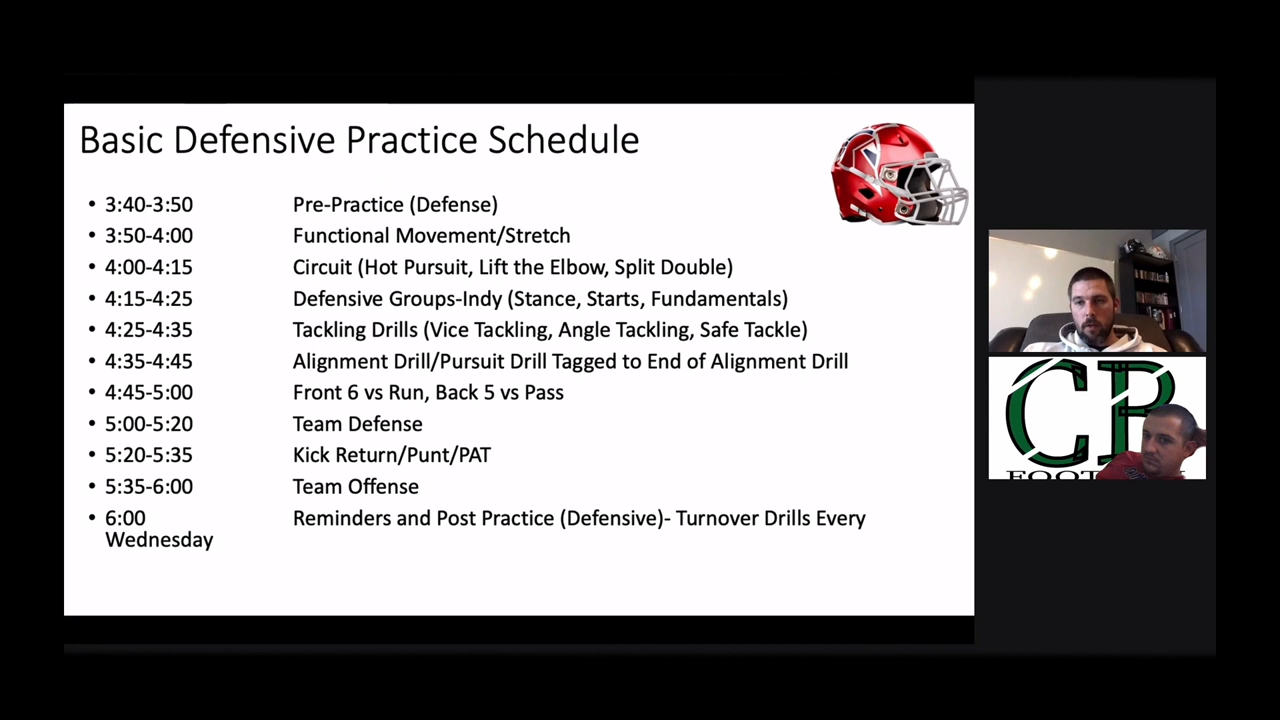 Basic Defensive Practice Schedule
• 3:40-3:50 Pre-Practice (Defense)
• 3:50-4:00 Functional Movement/Stretch
• 4:00-4:15 Circuit (Hot Pursuit, Lift the Elbow, Split Double)
• 4:15-4:25 Defensive Groups-Indy (Stance, Starts, Fundamentals)
• 4:25-4:35 Tackling Drills (Vice Tackling, Angle Tackling, Safe Tackle)
• 4:35-4:45 Alignment Drill/Pursuit Drill Tagged to End of Alignment Drill
• 4:45-5:00 Front 6 vs Run, Back 5 vs Pass
• 5:00-5:20 Team Defense
• 5:20-5:35 Kick Return/Punt/PAT
• 5:35-6:00 Team Offense
• 6:00 Reminders and Post Practice (Defensive)- Turnover Drills Every
Wednesday
CP